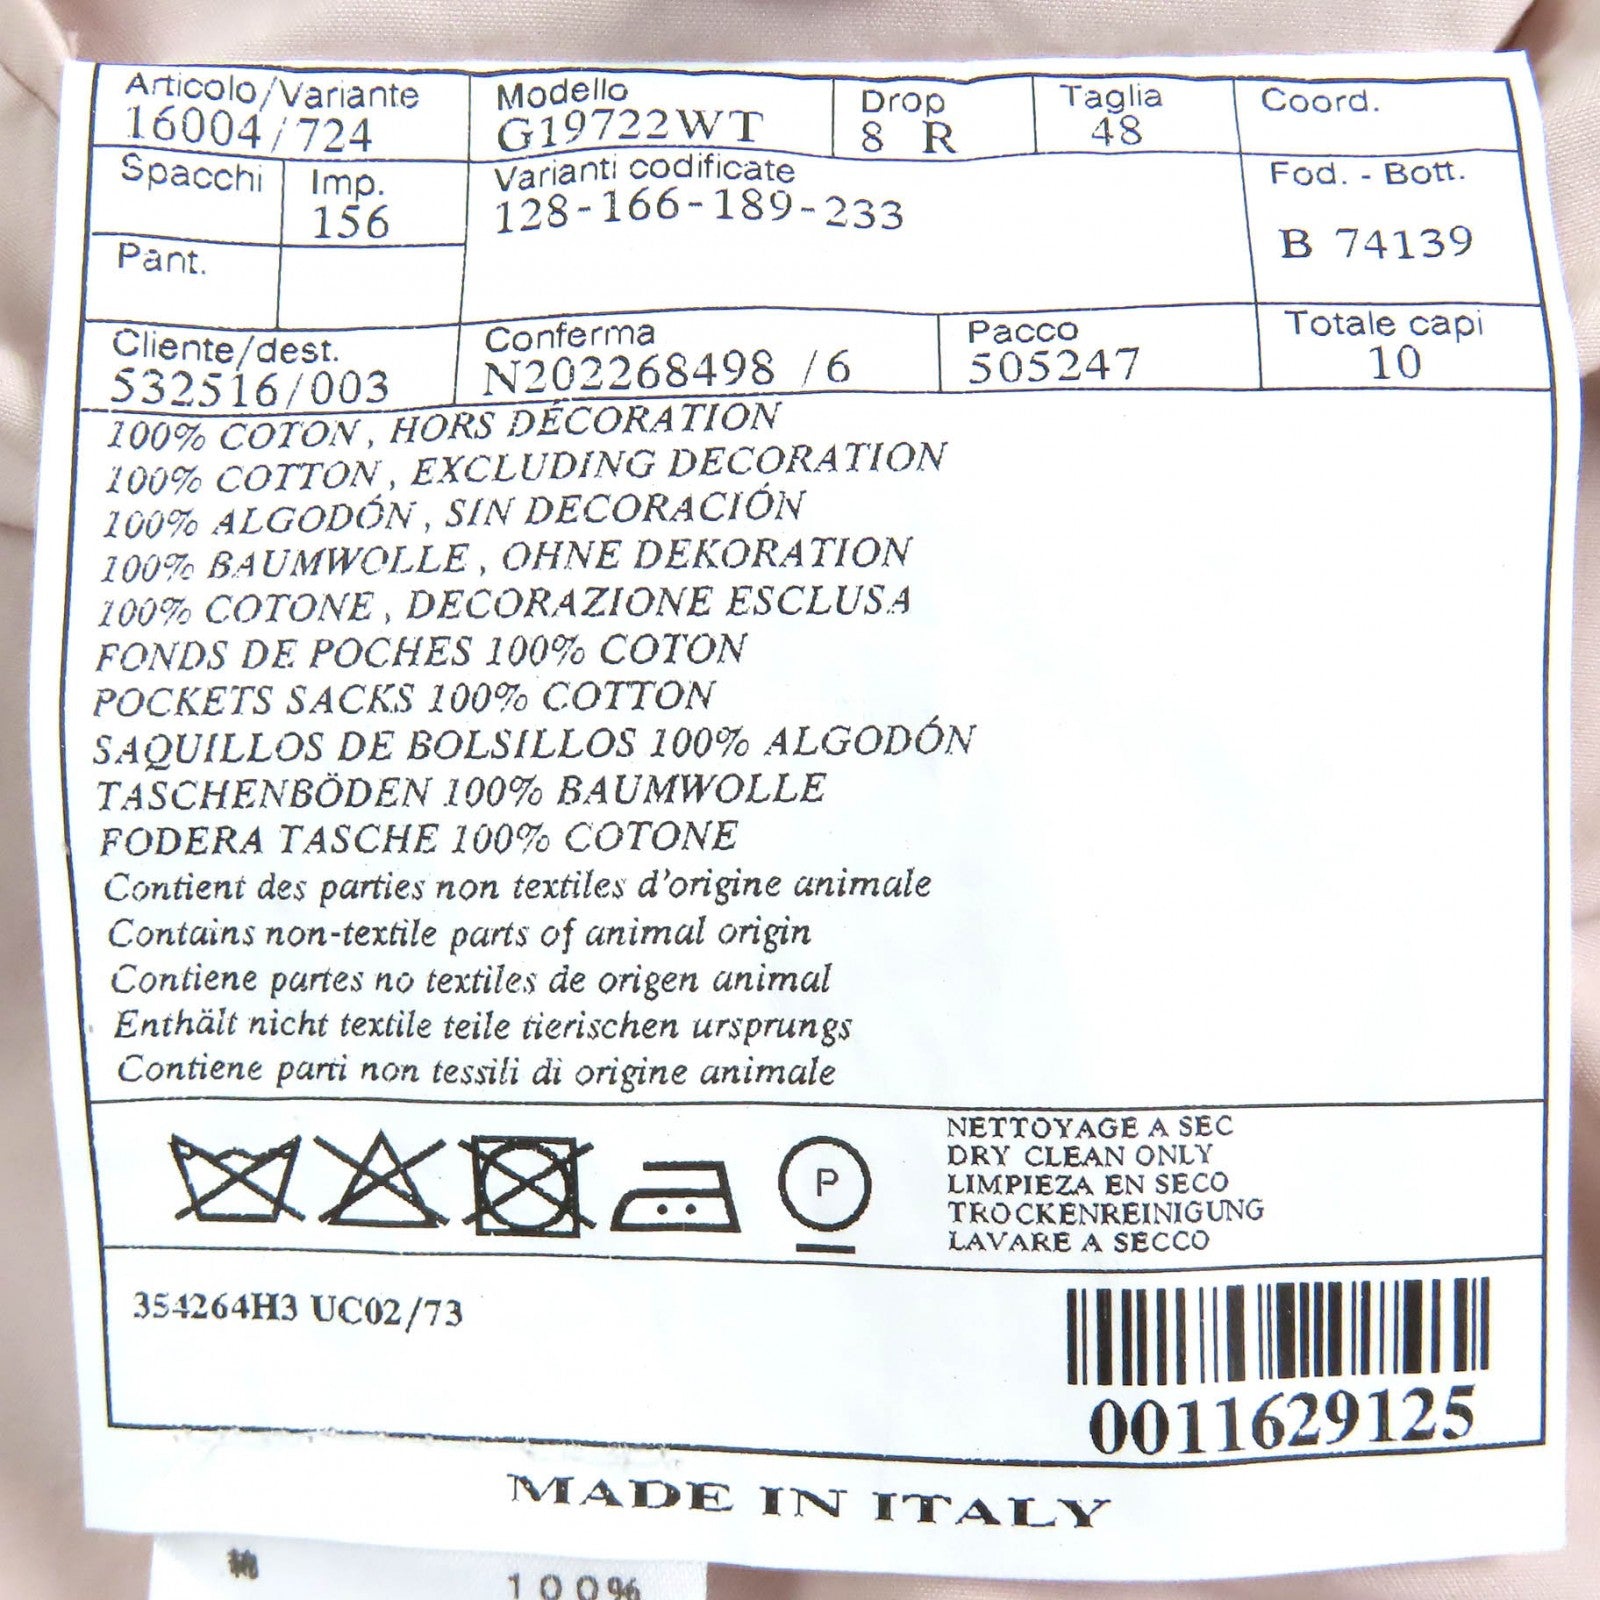 Articolo/Variante
16004/724
Modello
G19722WT
Drop
8 R
Taglia
48
Coord.
Spacchi
Imp.
156
Varianti codificate
128-166-189-233
Fod. - Bott.
B 74139
Pant.
Cliente/dest.
532516/003
Conferma
N202268498 /6
Pacco
505247
Totale capi
10
100% COTON, HORS DÉCORATION
100% COTTON, EXCLUDING DECORATION
100% ALGODÓN, SIN DECORACIÓN
100% BAUMWOLLE, OHNE DEKORATION
100% COTONE, DECORAZIONE ESCLUSA
FONDS DE POCHES 100% COTON
POCKETS SACKS 100% COTTON
SAQUILLOS DE BOLSILLOS 100% ALGODÓN
TASCHENBÖDEN 100% BAUMWOLLE
FODERA TASCHE 100% COTONE
Contient des parties non textiles d'origine animale
Contains non-textile parts of animal origin
Contiene partes no textiles de origen animal
Enthält nicht textile teile tierischen ursprungs
Contiene parti non tessili di origine animale
P
NETTOYAGE A SEC
DRY CLEAN ONLY
LIMPIEZA EN SECO
TROCKENREINIGUNG
LAVARE A SECCO
354264H3 UC02/73
0011629125
MADE IN ITALY
100%